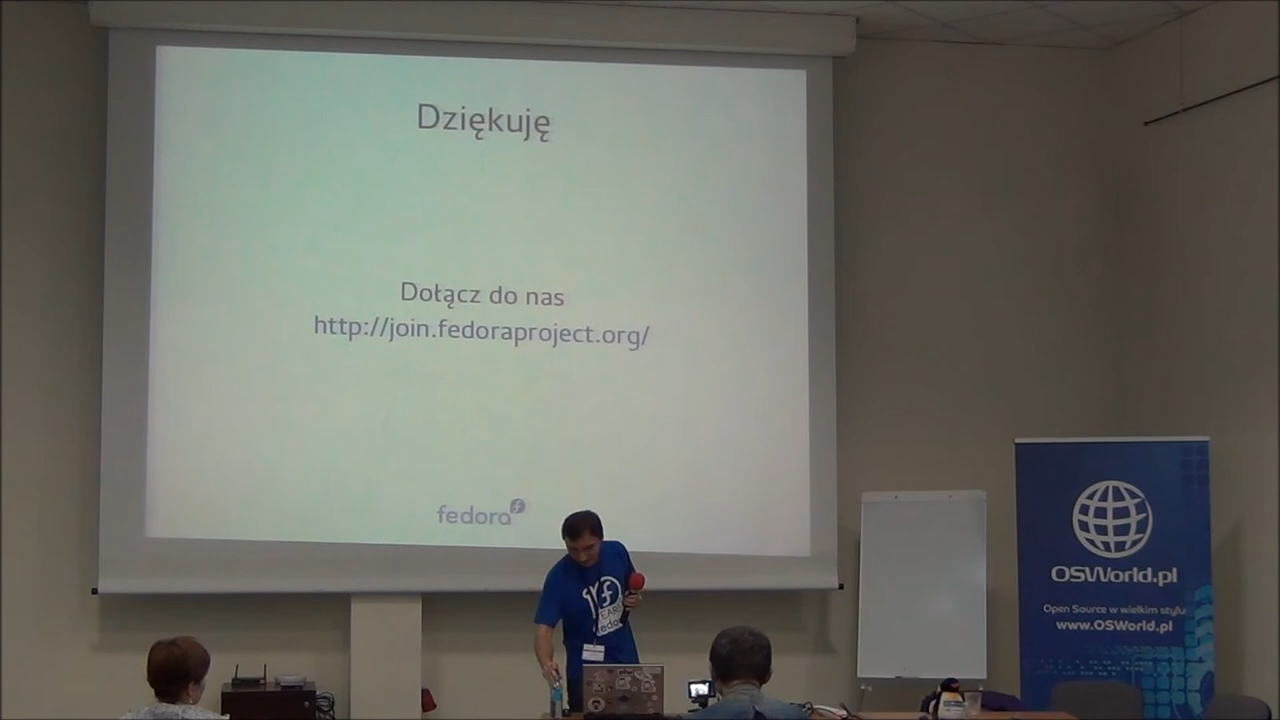 Dziękuję
Dołącz do nas
http://join.fedoraproject.org/
fedora
OSWorld.pl
Open Source w wielkim stylu
www.OSWorld.pl